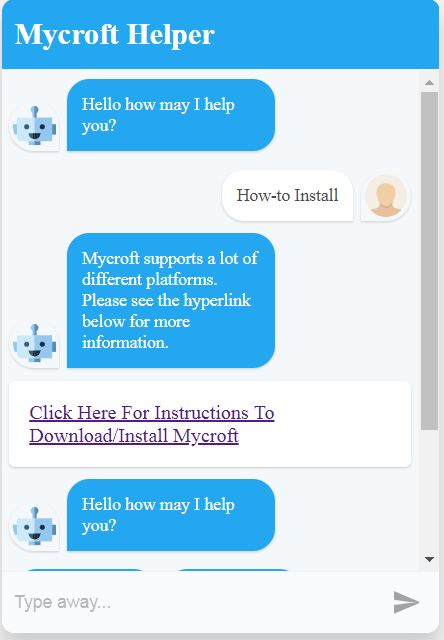 Mycroft Helper
Hello how may I help
you?
How-to Install
Mycroft supports a lot of
different platforms.
Please see the hyperlink
below for more
information.
Click Here For Instructions To
Download/Install Mycroft
Hello how may I help
you?
Type away...